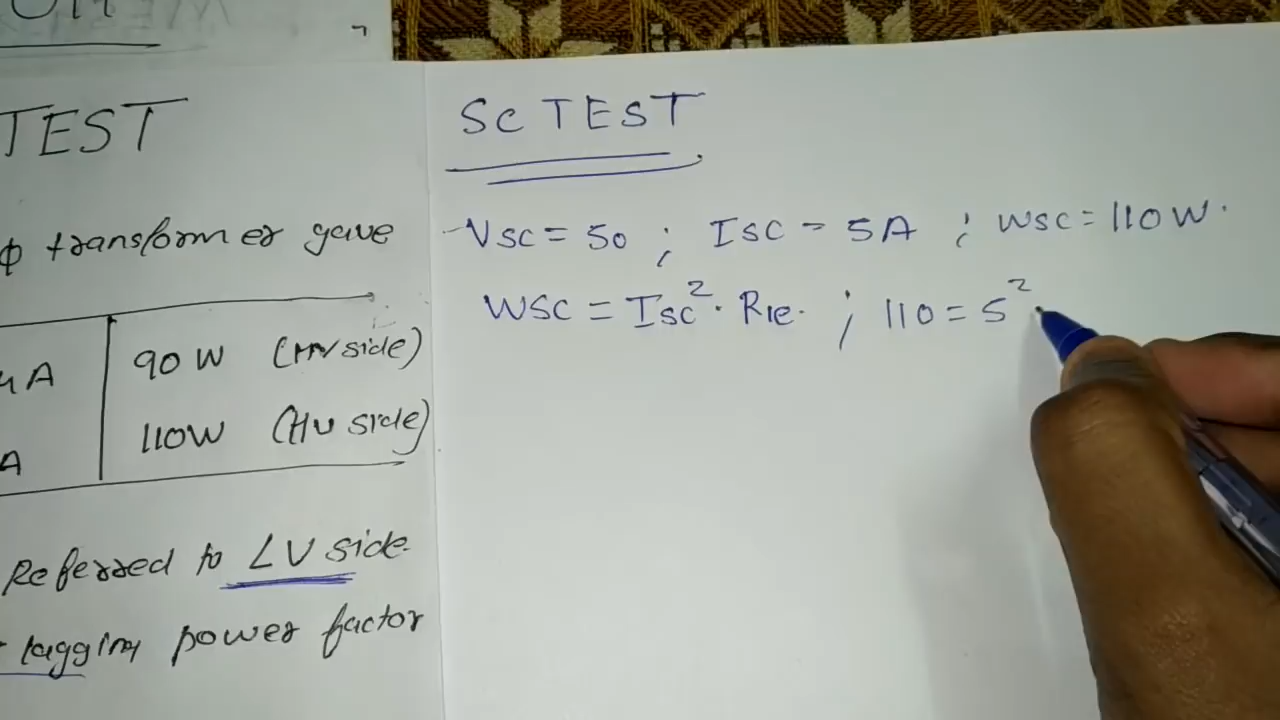 TEST
ϕ transformer gave
A | 90 W (HV side)
A | 110W (HV side)
Referred to LV side.
lagging power factor
SC TEST
Vsc = 50 ; Isc = 5A ; Wsc = 110W.
Wsc = Isc². R1e. ; 110 = 5²